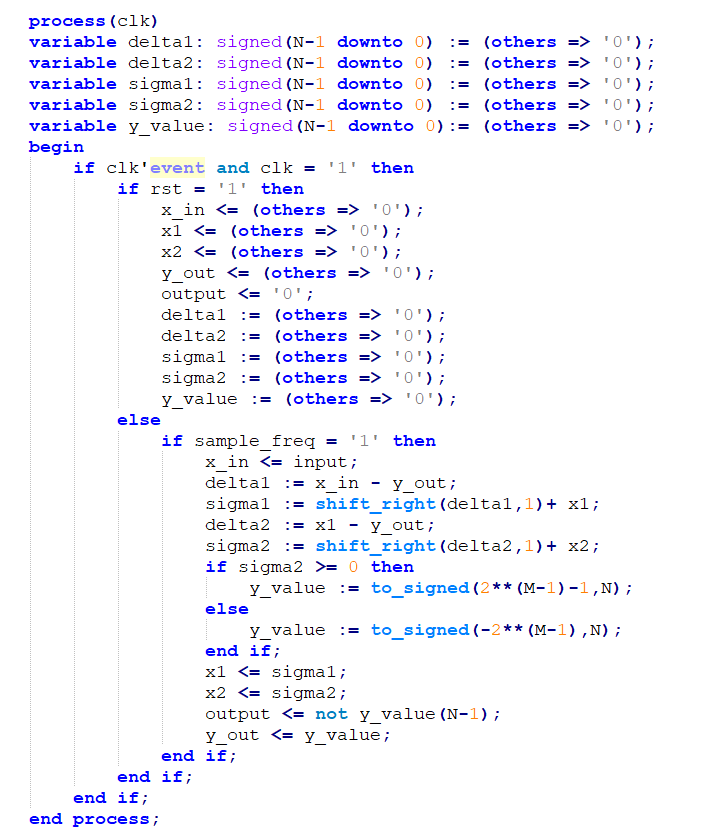 process(clk)
variable delta1: signed(N-1 downto 0) := (others => '0');
variable delta2: signed(N-1 downto 0) := (others => '0');
variable sigma1: signed(N-1 downto 0) := (others => '0');
variable sigma2: signed(N-1 downto 0) := (others => '0');
variable y_value: signed(N-1 downto 0):= (others => '0');
begin
    if clk'event and clk = '1' then
        if rst = '1' then
            x_in <= (others => '0');
            x1 <= (others => '0');
            x2 <= (others => '0');
            y_out <= (others => '0');
            output <= '0';
            delta1 := (others => '0');
            delta2 := (others => '0');
            sigma1 := (others => '0');
            sigma2 := (others => '0');
            y_value := (others => '0');
        else
            if sample_freq = '1' then
                x_in <= input;
                delta1 := x_in - y_out;
                sigma1 := shift_right(delta1,1)+ x1;
                delta2 := x1 - y_out;
                sigma2 := shift_right(delta2,1)+ x2;
                if sigma2 >= 0 then
                    y_value := to_signed(2**(M-1)-1,N);
                else
                    y_value := to_signed(-2**(M-1),N);
                end if;
                x1 <= sigma1;
                x2 <= sigma2;
                output <= not y_value(N-1);
                y_out <= y_value;
            end if;
        end if;
    end if;
end process;